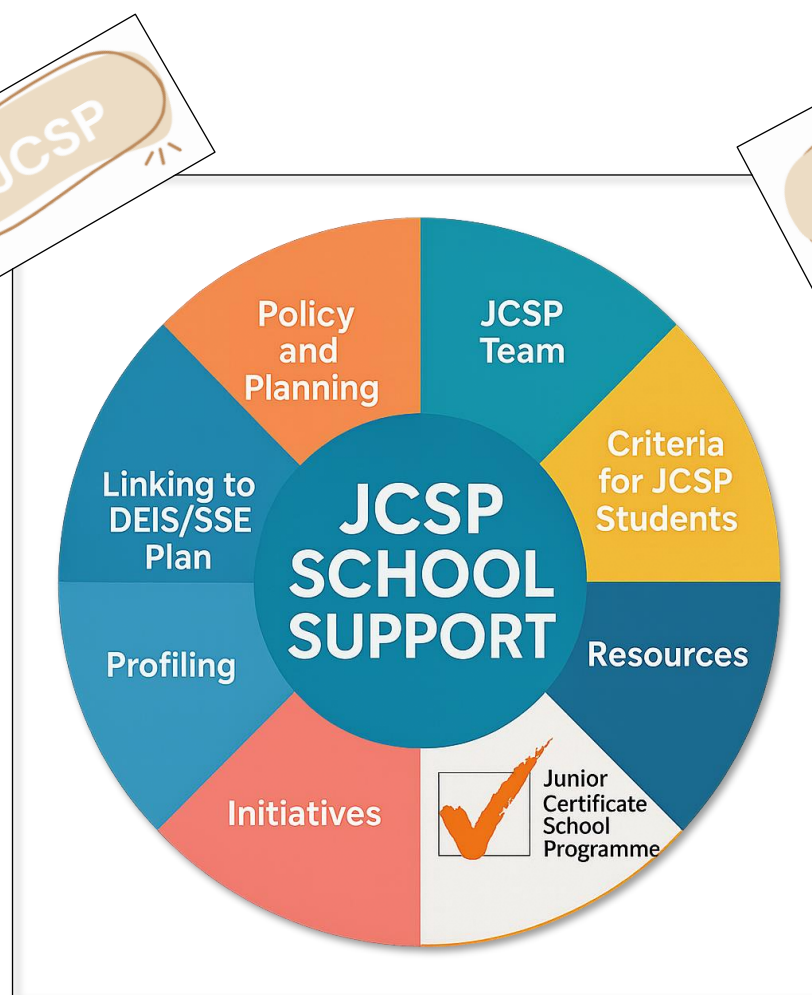 JCSP
Policy
and
Planning
JCSP
Team
Criteria
for JCSP
Students
Linking to
DEIS/SSE
Plan
JCSP
SCHOOL
SUPPORT
Resources
Profiling
Initiatives
Junior
Certificate
School
Programme